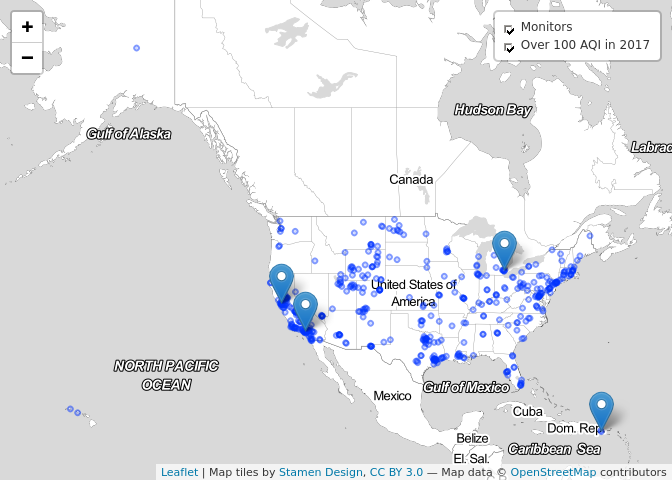 +
−
Monitors
Over 100 AQI in 2017
Hudson Bay
Gulf of Alaska
Labrad
Canada
United States of
America
NORTH PACIFIC
OCEAN
Mexico
Gulf of Mexico
Cuba
Dom. Rep.
Belize
Caribbean Sea
El. Sal.
Leaflet | Map tiles by Stamen Design, CC BY 3.0 — Map data © OpenStreetMap contributors